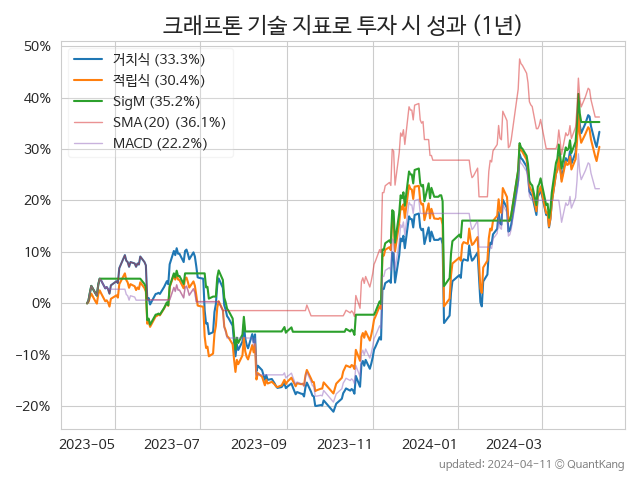 크래프톤 기술 지표로 투자 시 성과 (1년)
50%
40%
30%
20%
10%
0%
−10%
−20%
거치식 (33.3%)
적립식 (30.4%)
SigM (35.2%)
SMA(20) (36.1%)
MACD (22.2%)
2023-05
2023-07
2023-09
2023-11
2024-01
2024-03
updated: 2024-04-11 © QuantKang